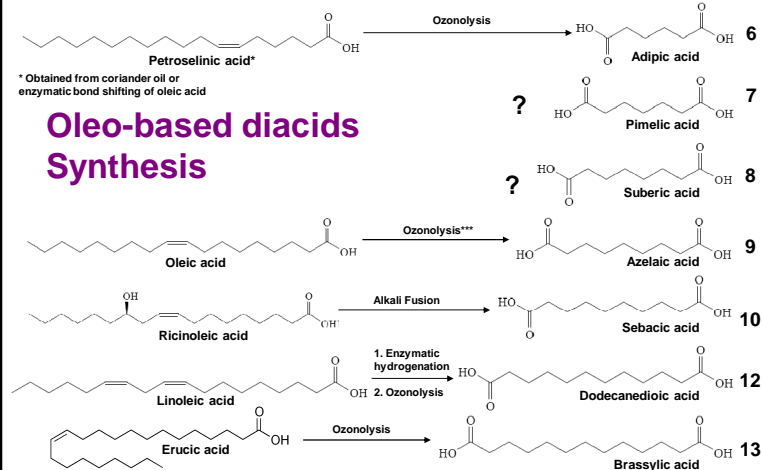 Ozonolysis
O
OH
Petroselinic acid*
O
HO
OH
O
Adipic acid
6
* Obtained from coriander oil or
enzymatic bond shifting of oleic acid
?
O
O
HO
OH
Pimelic acid
7
Oleo-based diacids
Synthesis
?
O
HO
OH
O
Suberic acid
8
O
OH
Oleic acid
Ozonolysis***
O
O
HO
OH
Azelaic acid
9
OH
O
OH
Ricinoleic acid
Alkali Fusion
O
HO
OH
O
Sebacic acid
10
O
OH
Linoleic acid
1. Enzymatic
hydrogenation
2. Ozonolysis
O
HO
OH
O
Dodecanedioic acid
12
O
OH
Erucic acid
Ozonolysis
O
O
HO
OH
Brassylic acid
13